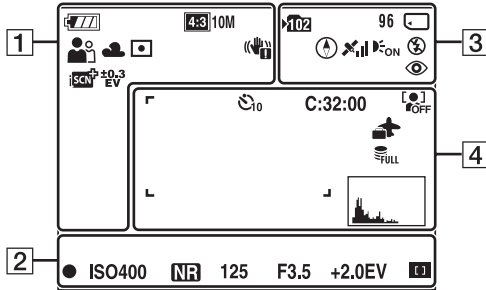 1
4:3 10M
iSCN+ ±0.3
EV
102 96
ON
3
10 C:32:00 OFF
FULL
4
2
ISO400 NR 125 F3.5 +2.0EV